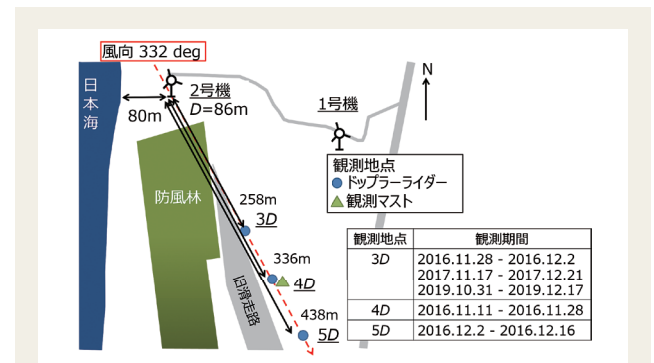 風向 332 deg
日本海
80m
2号機
D=86m
1号機
N
防風林
旧滑走路
258m
3D
336m
4D
438m
5D
観測地点
ドップラーライダー
観測マスト
観測地点 観測期間
3D 2016.11.28 - 2016.12.2
2017.11.17 - 2017.12.21
2019.10.31 - 2019.12.17
4D 2016.11.11 - 2016.11.28
5D 2016.12.2 - 2016.12.16